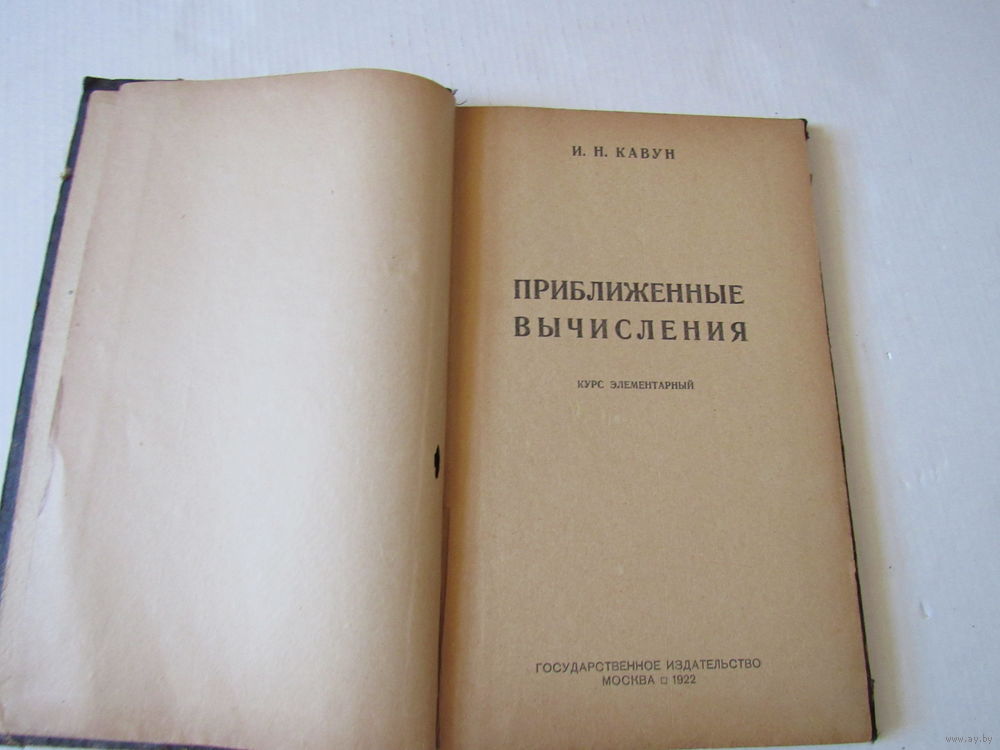 И. Н. КАВУН
ПРИБЛИЖЕННЫЕ
ВЫЧИСЛЕНИЯ
КУРС ЭЛЕМЕНТАРНЫЙ
ГОСУДАРСТВЕННОЕ ИЗДАТЕЛЬСТВО
МОСКВА □ 1922
www.ay.by